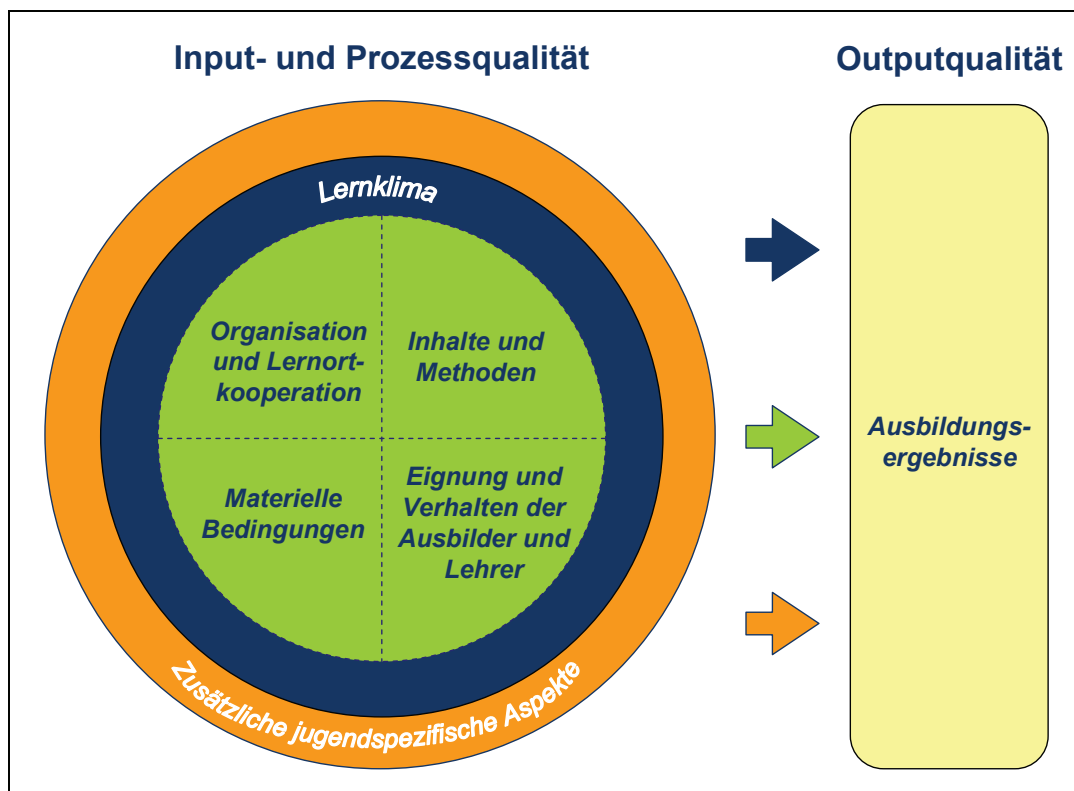 Input- und Prozessqualität
Outputqualität
Lernklima
Organisation
und Lernort-
kooperation
Inhalte und
Methoden
Materielle
Bedingungen
Eignung und
Verhalten der
Ausbilder und
Lehrer
Zusätzliche jugendspezifische Aspekte
Ausbildungs-
ergebnisse